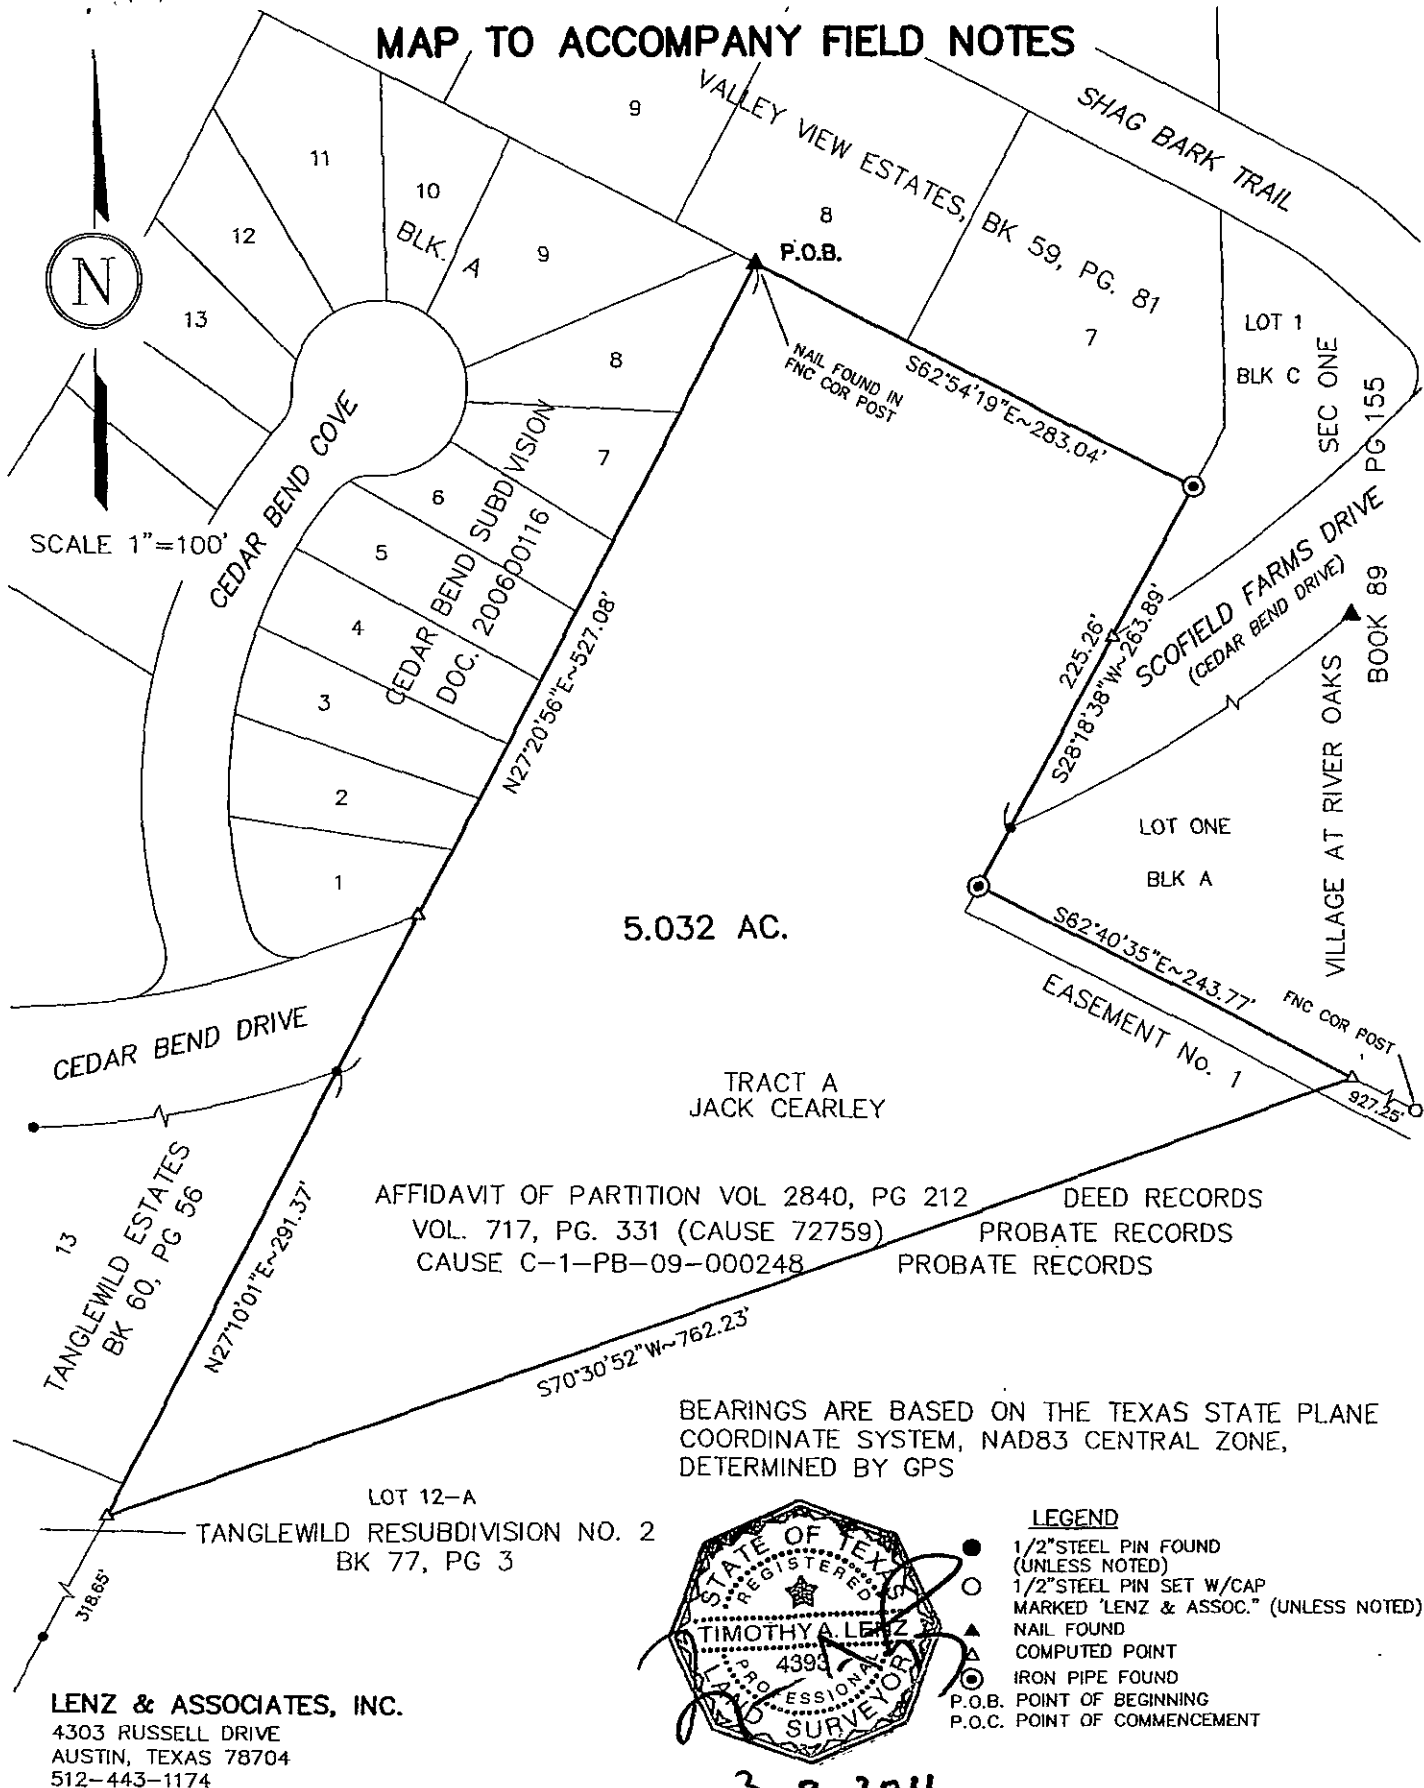 MAP TO ACCOMPANY FIELD NOTES
SHAG BARK TRAIL
VALLEY VIEW ESTATES, BK 59, PG. 81
9
8
7
11
10
BLK. A
9
12
13
8
7
6
5
4
3
2
1
N
SCALE 1"=100'
P.O.B.
NAIL FOUND IN
FNC COR POST
S62°54'19"E~283.04'
LOT 1
BLK C
SEC ONE
PG 155
BOOK 89
VILLAGE AT RIVER OAKS
CEDAR BEND COVE
CEDAR BEND SUBDIVISION
DOC. 200600116
N27°20'56"E~527.08'
225.26'
S28°18'38"W~263.89'
SCOFIELD FARMS DRIVE
(CEDAR BEND DRIVE)
LOT ONE
BLK A
5.032 AC.
S62°40'35"E~243.77'
EASEMENT No. 1
FNC COR POST
927.25'
CEDAR BEND DRIVE
TRACT A
JACK CEARLEY
AFFIDAVIT OF PARTITION VOL 2840, PG 212 DEED RECORDS
VOL. 717, PG. 331 (CAUSE 72759) PROBATE RECORDS
CAUSE C-1-PB-09-000248 PROBATE RECORDS
13
TANGLEWILD ESTATES
BK 60, PG 56
N27°10'01"E~291.37'
S70°30'52"W~762.23'
BEARINGS ARE BASED ON THE TEXAS STATE PLANE
COORDINATE SYSTEM, NAD83 CENTRAL ZONE,
DETERMINED BY GPS
LOT 12-A
TANGLEWILD RESUBDIVISION NO. 2
BK 77, PG 3
318.65'
STATE OF TEXAS
REGISTERED
TIMOTHY A. LENZ
4393
PROFESSIONAL
LAND SURVEYOR
LEGEND
1/2"STEEL PIN FOUND
(UNLESS NOTED)
1/2"STEEL PIN SET W/CAP
MARKED 'LENZ & ASSOC." (UNLESS NOTED)
NAIL FOUND
COMPUTED POINT
IRON PIPE FOUND
P.O.B. POINT OF BEGINNING
P.O.C. POINT OF COMMENCEMENT
LENZ & ASSOCIATES, INC.
4303 RUSSELL DRIVE
AUSTIN, TEXAS 78704
512-443-1174